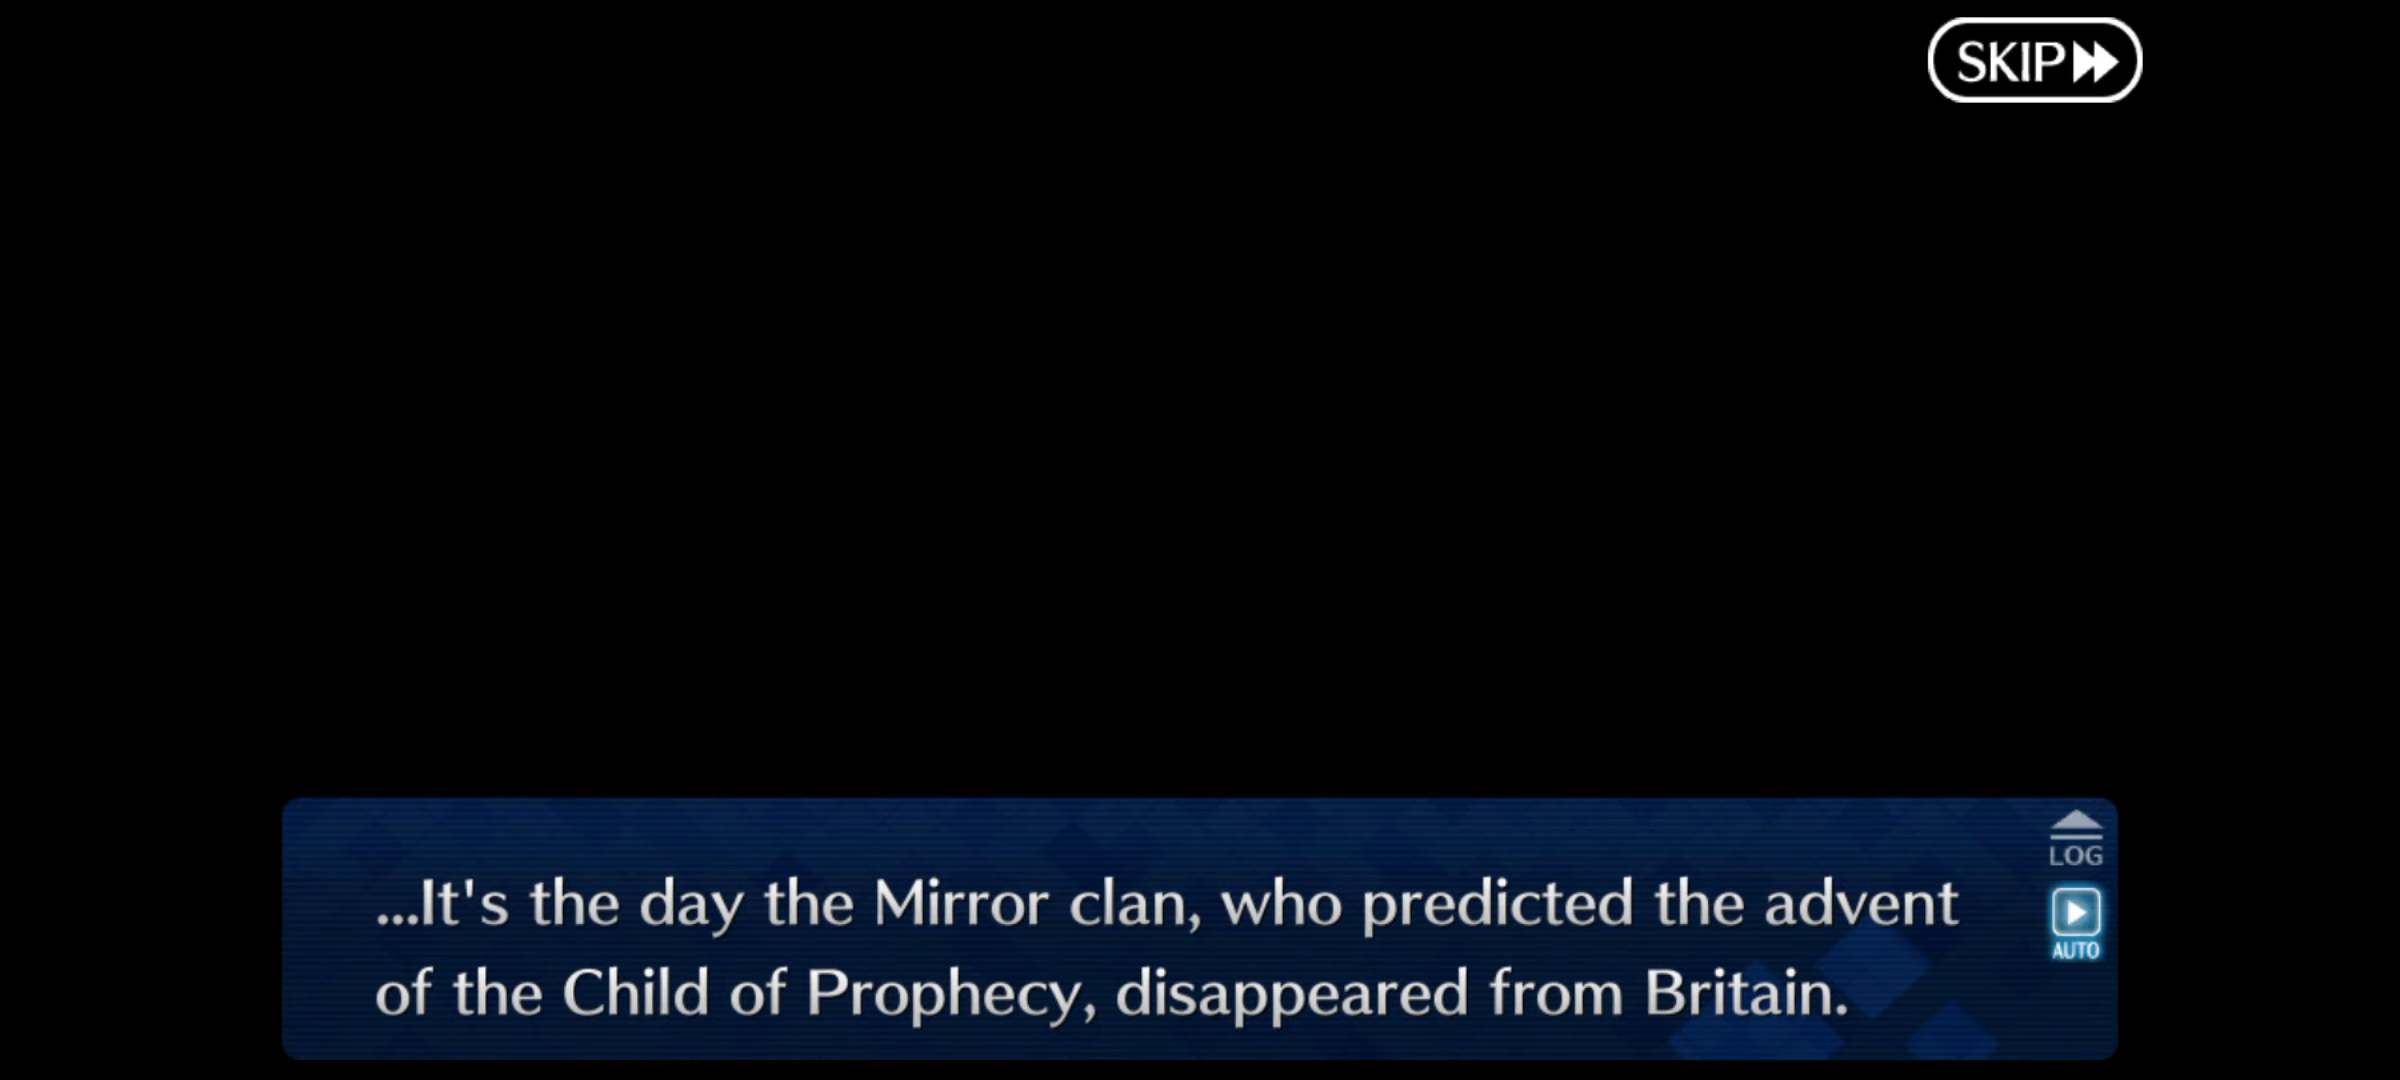 SKIP
LOG
...It's the day the Mirror clan, who predicted the advent
AUTO
of the Child of Prophecy, disappeared from Britain.